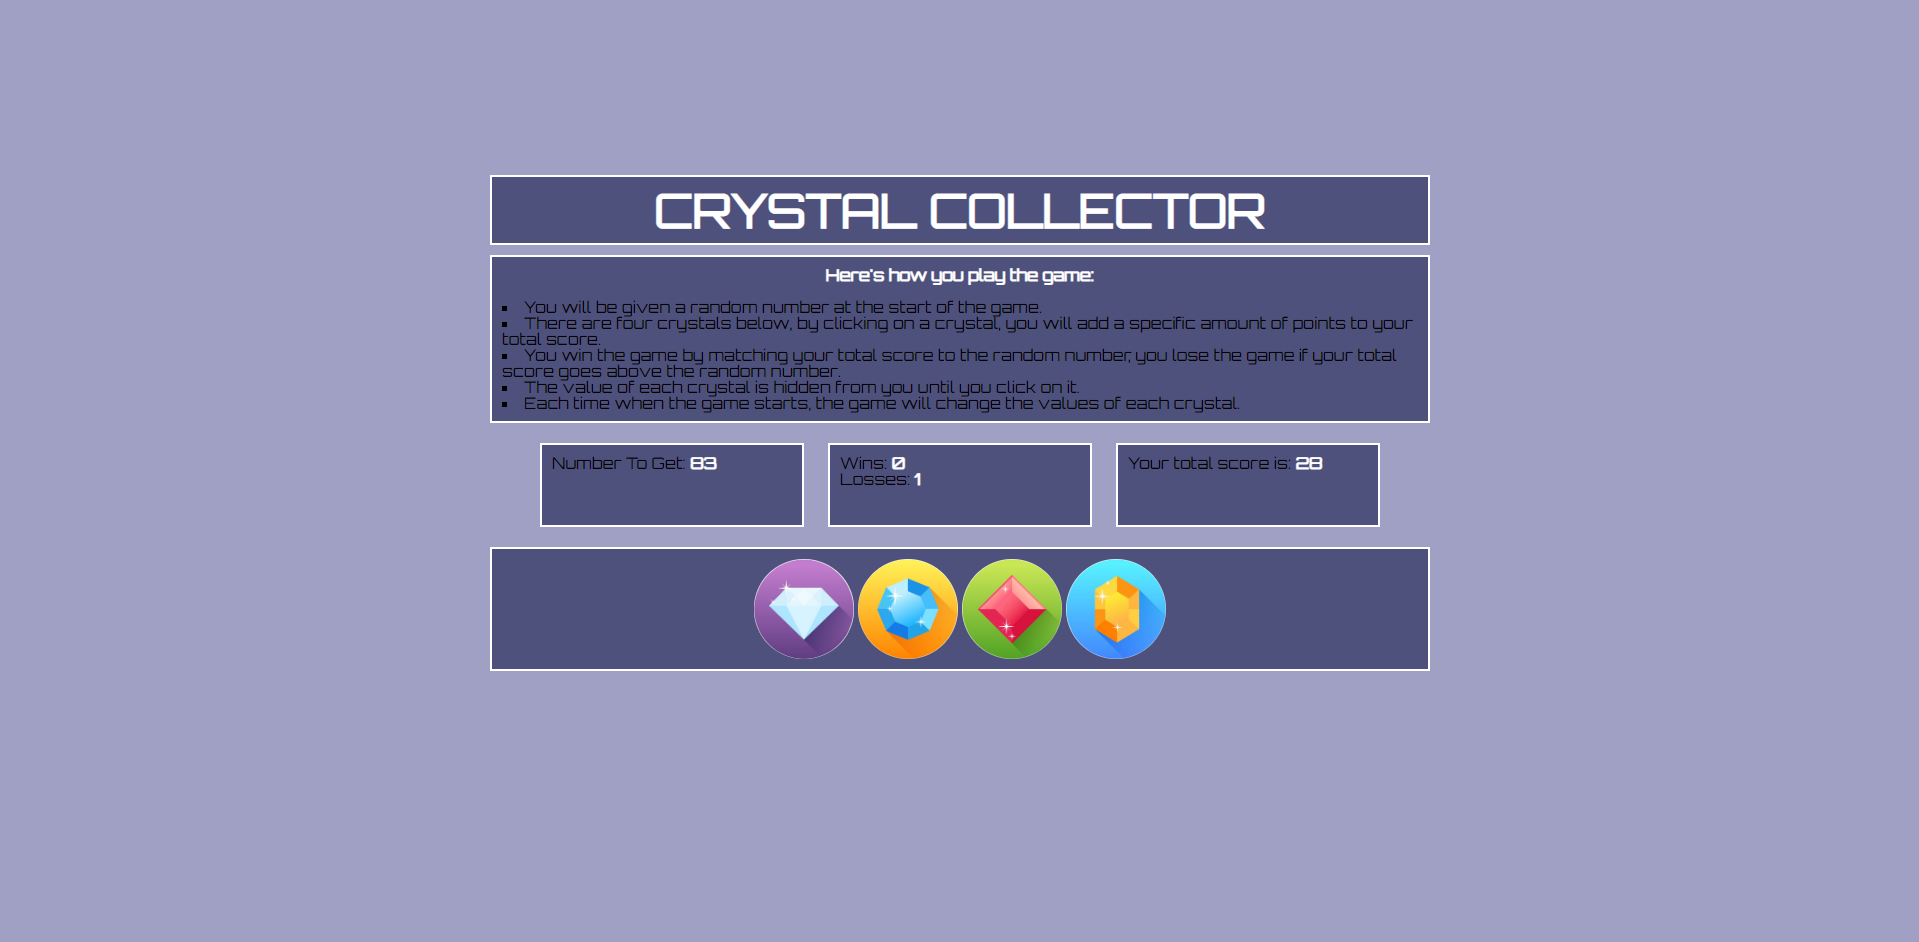 CRYSTAL COLLECTOR
Here's how you play the game:
▪ You will be given a random number at the start of the game.
▪ There are four crystals below, by clicking on a crystal, you will add a specific amount of points to your
total score.
▪ You win the game by matching your total score to the random number, you lose the game if your total
score goes above the random number.
▪ The value of each crystal is hidden from you until you click on it.
▪ Each time when the game starts, the game will change the values of each crystal.
Number To Get: 83
Wins: 0
Losses: 1
Your total score is: 28